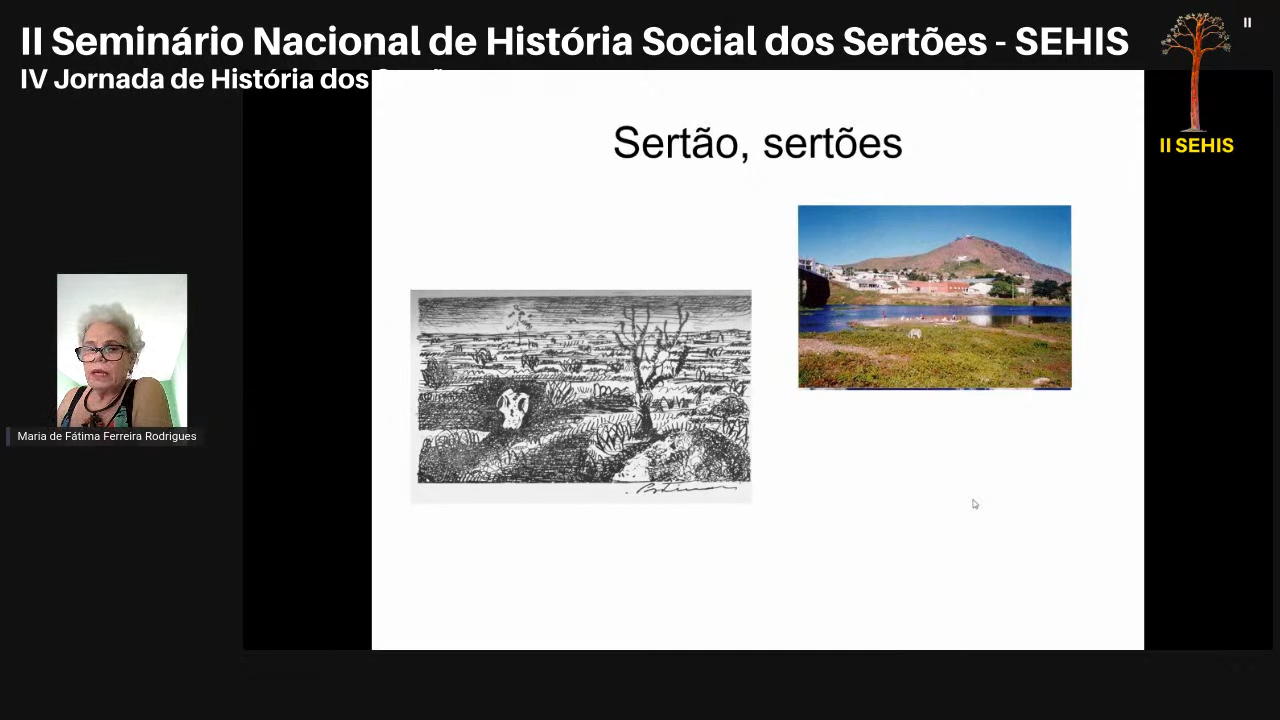 II Seminário Nacional de História Social dos Sertões - SEHIS
IV Jornada de História dos
II
II SEHIS
Sertão, sertões
Maria de Fátima Ferreira Rodrigues